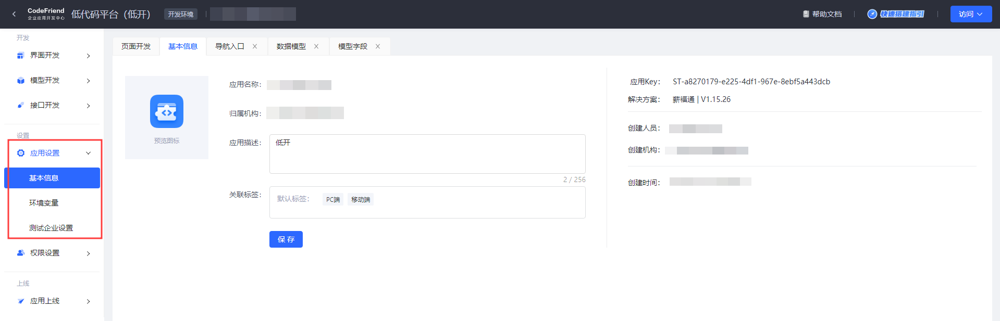 CodeFriend
企业应用开发中心
低代码平台（低开）
开发环境
帮助文档
快速搭建指引
访问
开发
界面开发
模型开发
接口开发
设置
应用设置
基本信息
环境变量
测试企业设置
权限设置
上线
应用上线
页面开发
基本信息
导航入口
数据模型
模型字段
预览图标
应用名称：
归属机构：
应用描述：
低开
2 / 256
关联标签：
默认标签：
PC端
移动端
保 存
应用Key：
ST-a8270179-e225-4df1-967e-8ebf5a443dcb
解决方案：
薪福通 | V1.15.26
创建人员：
创建机构：
创建时间：